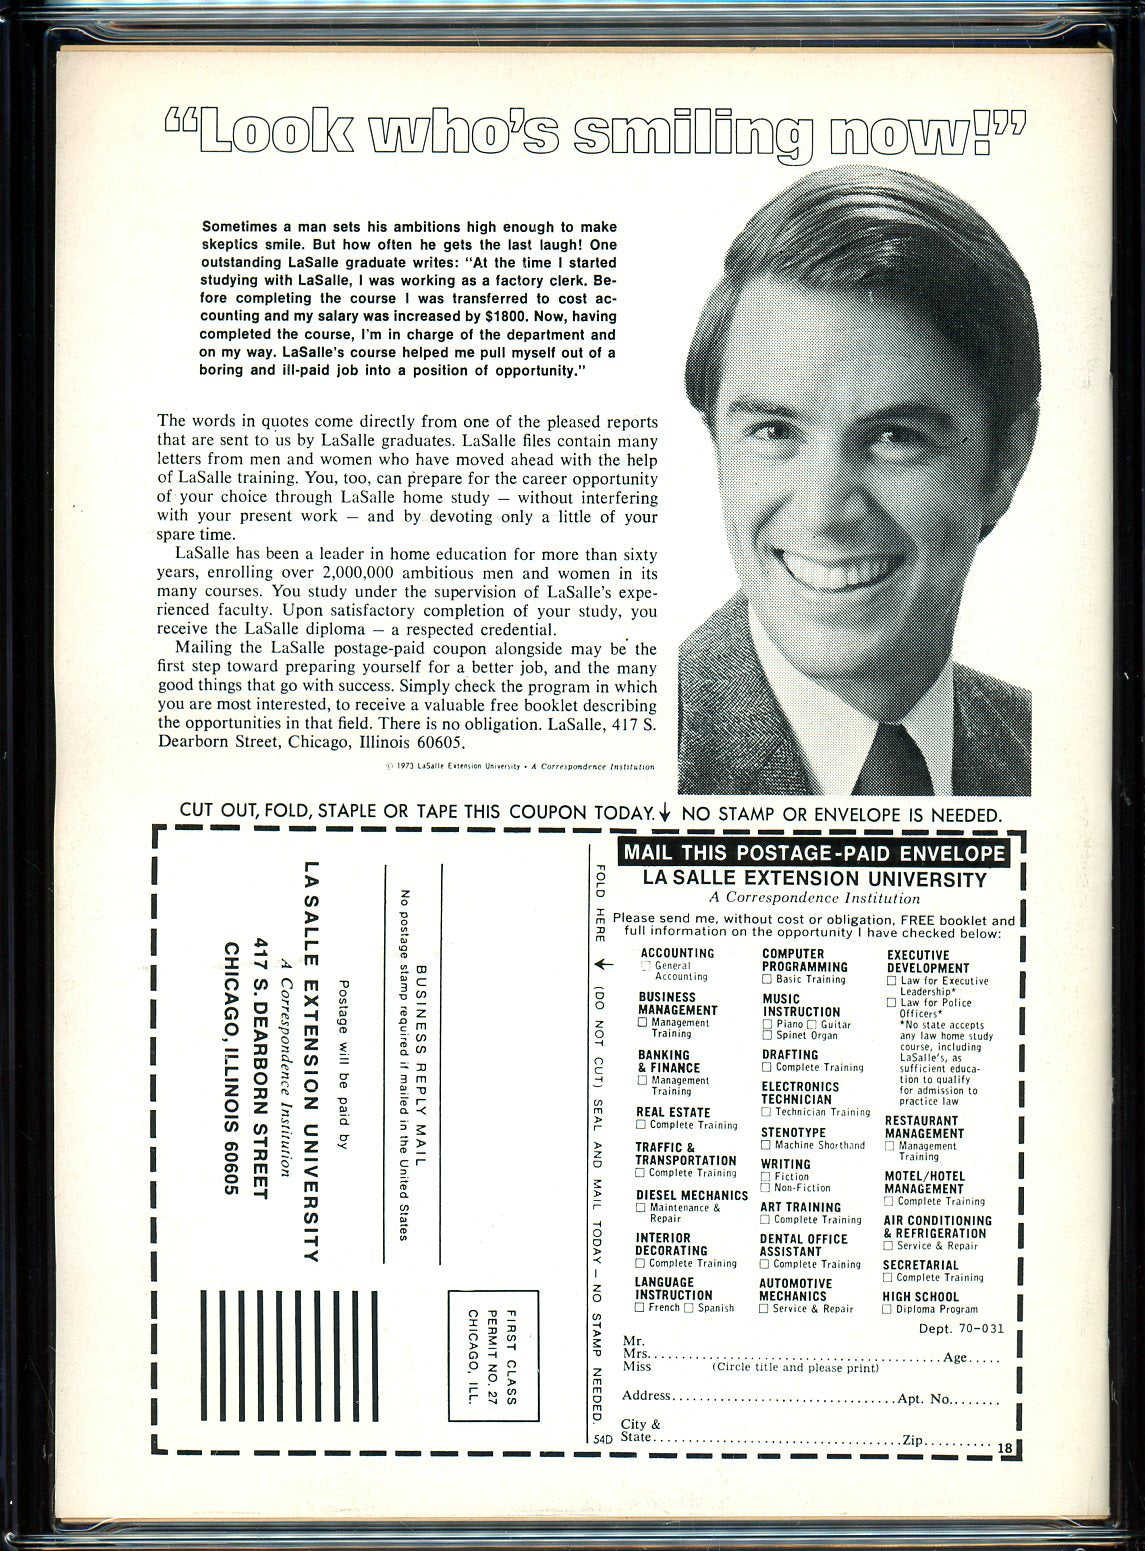 “Look who's smiling now!”
Sometimes a man sets his ambitions high enough to make
skeptics smile. But how often he gets the last laugh! One
outstanding LaSalle graduate writes: “At the time I started
studying with LaSalle, I was working as a factory clerk. Be-
fore completing the course I was transferred to cost ac-
counting and my salary was increased by $1800. Now, having
completed the course, I'm in charge of the department and
on my way. LaSalle's course helped me pull myself out of a
boring and ill-paid job into a position of opportunity.”
The words in quotes come directly from one of the pleased reports
that are sent to us by LaSalle graduates. LaSalle files contain many
letters from men and women who have moved ahead with the help
of LaSalle training. You, too, can prepare for the career opportunity
of your choice through LaSalle home study — without interfering
with your present work — and by devoting only a little of your
spare time.
LaSalle has been a leader in home education for more than sixty
years, enrolling over 2,000,000 ambitious men and women in its
many courses. You study under the supervision of LaSalle's expe-
rienced faculty. Upon satisfactory completion of your study, you
receive the LaSalle diploma — a respected credential.
Mailing the LaSalle postage-paid coupon alongside may be the
first step toward preparing yourself for a better job, and the many
good things that go with success. Simply check the program in which
you are most interested, to receive a valuable free booklet describing
the opportunities in that field. There is no obligation. LaSalle, 417 S.
Dearborn Street, Chicago, Illinois 60605.
© 1973 LaSalle Extension University • A Correspondence Institution
CUT OUT, FOLD, STAPLE OR TAPE THIS COUPON TODAY.↓ NO STAMP OR ENVELOPE IS NEEDED.
FIRST CLASS
PERMIT NO. 27
CHICAGO, ILL.
BUSINESS REPLY MAIL
No postage stamp required if mailed in the United States
Postage will be paid by
LASALLE EXTENSION UNIVERSITY
A Correspondence Institution
417 S. DEARBORN STREET
CHICAGO, ILLINOIS 60605
FOLD HERE ↓ (DO NOT CUT) SEAL AND MAIL TODAY — NO STAMP NEEDED.
54D
MAIL THIS POSTAGE-PAID ENVELOPE
LA SALLE EXTENSION UNIVERSITY
A Correspondence Institution
Please send me, without cost or obligation, FREE booklet and
full information on the opportunity I have checked below:
ACCOUNTING
☐ General
Accounting
BUSINESS
MANAGEMENT
☐ Management
Training
BANKING
& FINANCE
☐ Management
Training
REAL ESTATE
☐ Complete Training
TRAFFIC &
TRANSPORTATION
☐ Complete Training
DIESEL MECHANICS
☐ Maintenance &
Repair
INTERIOR
DECORATING
☐ Complete Training
LANGUAGE
INSTRUCTION
☐ French ☐ Spanish
COMPUTER
PROGRAMMING
☐ Basic Training
MUSIC
INSTRUCTION
☐ Piano ☐ Guitar
☐ Spinet Organ
DRAFTING
☐ Complete Training
ELECTRONICS
TECHNICIAN
☐ Technician Training
STENOTYPE
☐ Machine Shorthand
WRITING
☐ Fiction
☐ Non-Fiction
ART TRAINING
☐ Complete Training
DENTAL OFFICE
ASSISTANT
☐ Complete Training
AUTOMOTIVE
MECHANICS
☐ Service & Repair
EXECUTIVE
DEVELOPMENT
☐ Law for Executive
Leadership*
☐ Law for Police
Officers*
*No state accepts
any law home study
course, including
LaSalle's, as
sufficient educa-
tion to qualify
for admission to
practice law
RESTAURANT
MANAGEMENT
☐ Management
Training
MOTEL/HOTEL
MANAGEMENT
☐ Complete Training
AIR CONDITIONING
& REFRIGERATION
☐ Service & Repair
SECRETARIAL
☐ Complete Training
HIGH SCHOOL
☐ Diploma Program
Dept. 70-031
Mr.
Mrs.......................................Age.....
Miss (Circle title and please print)
Address.................................Apt. No........
City &
State....................................Zip..........
18